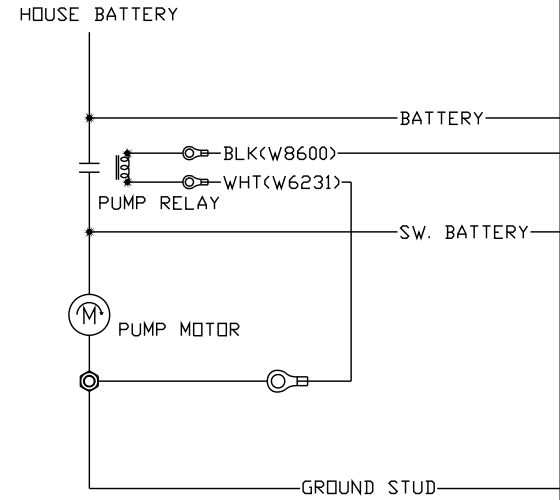 HOUSE BATTERY
BATTERY
BLK(W8600)
WHT(W6231)
PUMP RELAY
SW. BATTERY
M
PUMP MOTOR
GROUND STUD